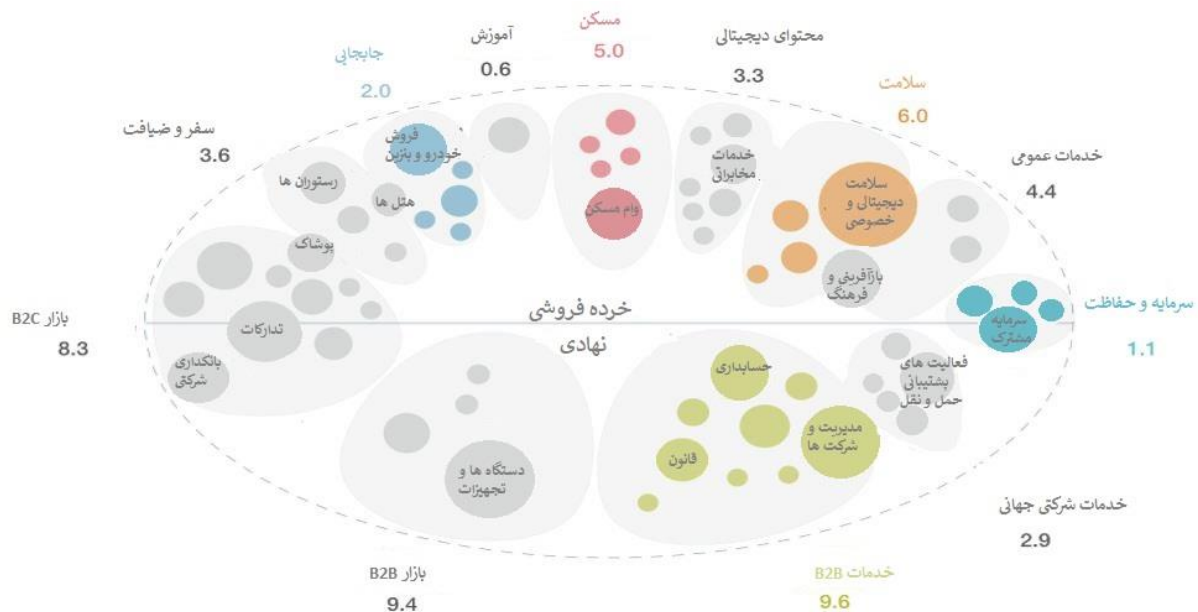 مسکن
5.0
آموزش
0.6
محتوای دیجیتالی
3.3
جابجایی
2.0
سلامت
6.0
سفر و ضیافت
3.6
خدمات عمومی
4.4
فروش
خودرو و بنزین
خدمات
مخابراتی
رستوران ها
هتل ها
وام مسکن
سلامت
دیجیتالی و
خصوصی
پوشاک
بازآفرینی و
فرهنگ
خرده فروشی
نهادی
سرمایه و حفاظت
1.1
سرمایه
مشترک
بازار B2C
8.3
تدارکات
بانکداری
شرکتی
حسابداری
فعالیت های
پشتیبانی
حمل و نقل
مدیریت و
شرکت ها
قانون
دستگاه ها و
تجهیزات
خدمات شرکتی جهانی
2.9
بازار B2B
9.4
خدمات B2B
9.6